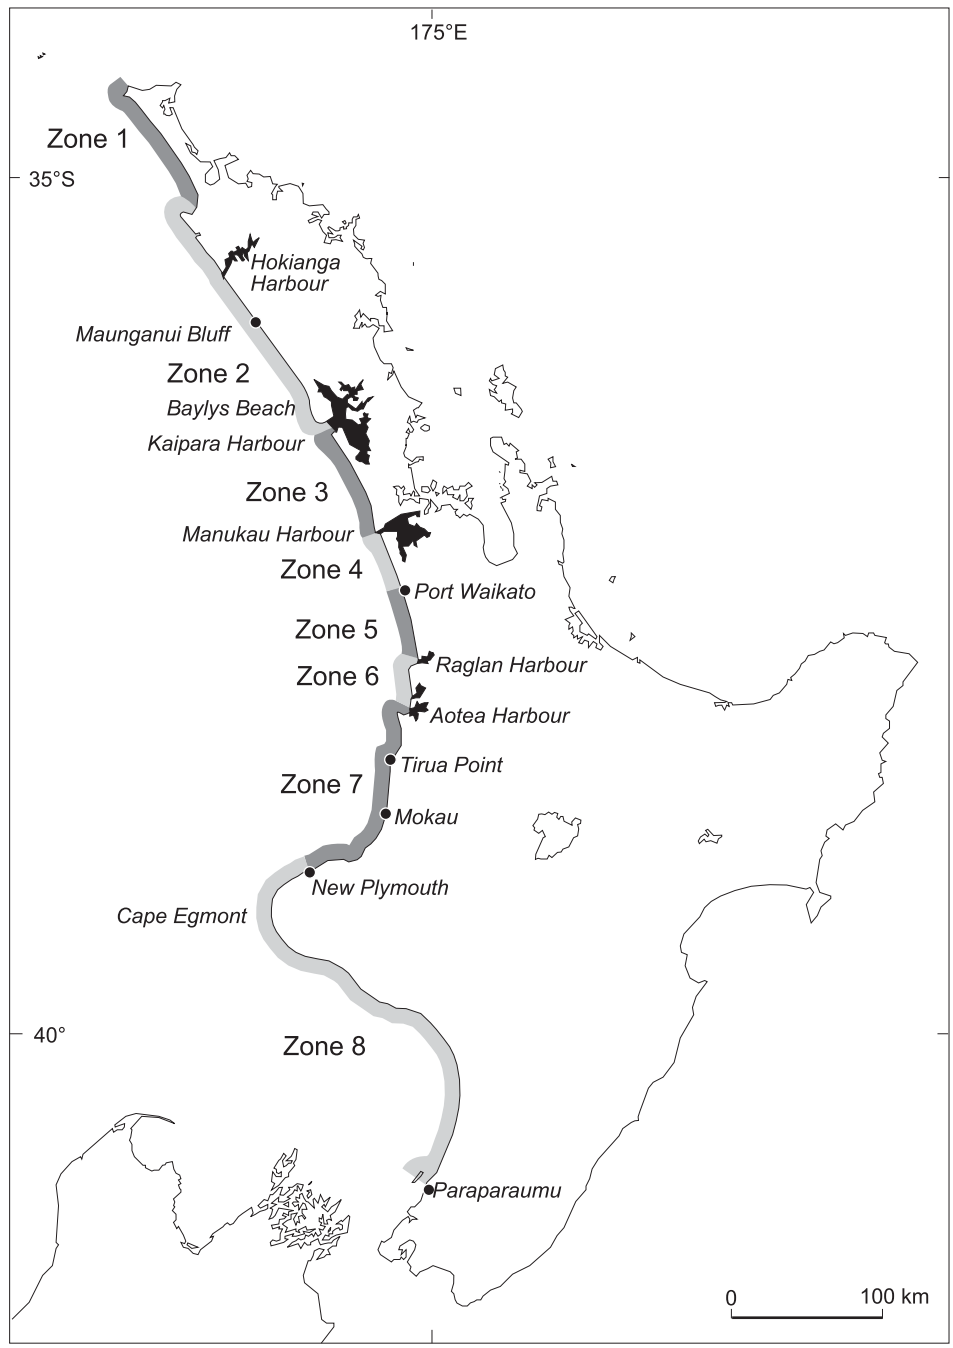 175°E
Zone 1
35°S
Hokianga
Harbour
Maunganui Bluff
Zone 2
Baylys Beach
Kaipara Harbour
Zone 3
Manukau Harbour
Zone 4
Port Waikato
Zone 5
Raglan Harbour
Zone 6
Aotea Harbour
Tirua Point
Zone 7
Mokau
New Plymouth
Cape Egmont
40°
Zone 8
Paraparaumu
0 100 km